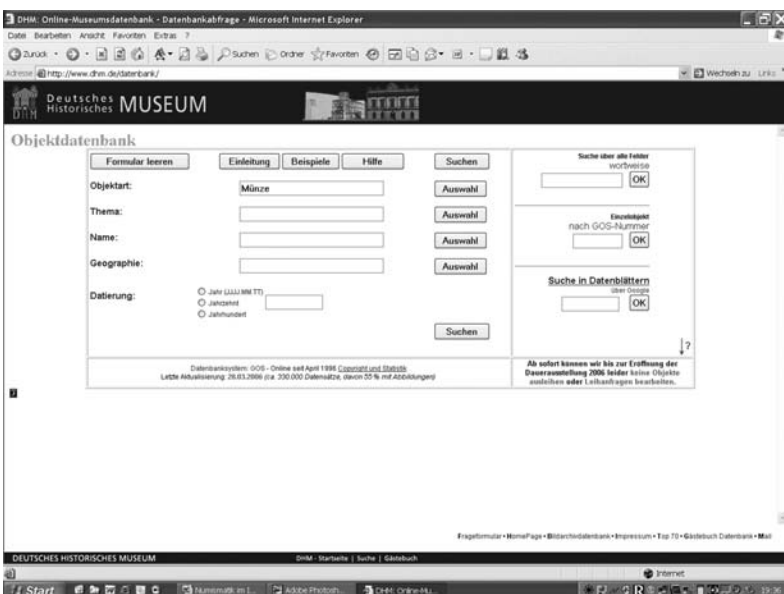 DHM: Online-Museumsdatenbank - Datenbankabfrage - Microsoft Internet Explorer
Datei Bearbeiten Ansicht Favoriten Extras ?
Zurück Suchen Ordner Favoriten
Adresse http://www.dhm.de/datenbank/ Wechseln zu Links
Deutsches
Historisches MUSEUM
DHM
Objektdatenbank
Formular leeren Einleitung Beispiele Hilfe Suchen
Objektart: Münze Auswahl
Thema: Auswahl
Name: Auswahl
Geographie: Auswahl
Datierung:
Jahr (JJJJ.MM.TT)
Jahrzehnt
Jahrhundert
Suchen
Suche über alle Felder
wortweise
OK
Einzelobjekt
nach GOS-Nummer
OK
Suche in Datenblättern
über Google
OK
?
Datenbanksystem: GOS - Online seit April 1998 Copyright und Statistik
Letzte Aktualisierung: 28.03.2006 (ca. 330.000 Datensätze, davon 55 % mit Abbildungen)
Ab sofort können wir bis zur Eröffnung der
Dauerausstellung 2006 leider keine Objekte
ausleihen oder Leihanfragen bearbeiten.
Frageformular • HomePage • Bildarchivdatenbank • Impressum • Top 70 • Gästebuch Datenbank • Mail
DEUTSCHES HISTORISCHES MUSEUM DHM - Startseite | Suche | Gästebuch
Internet
Start Numismatik im I... Adobe Photosh... DHM: Online-Mu...